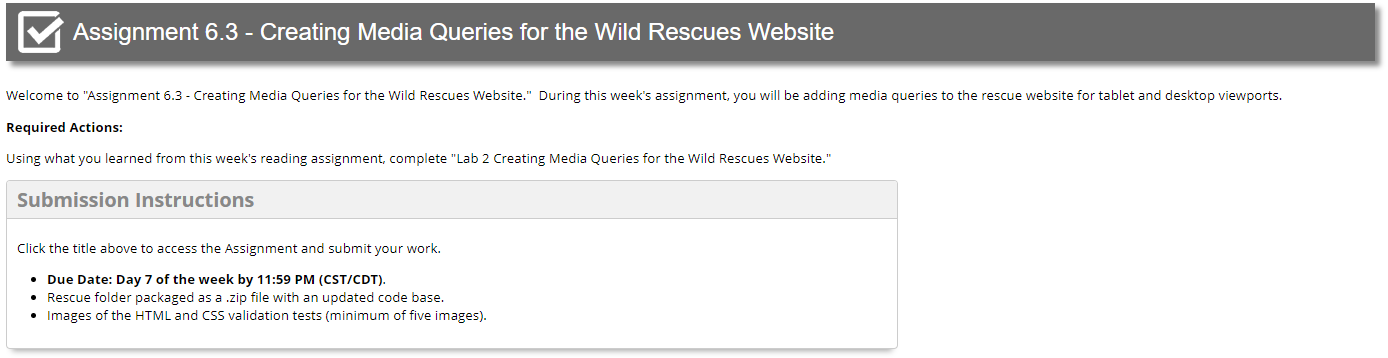 Assignment 6.3 - Creating Media Queries for the Wild Rescues Website
Welcome to "Assignment 6.3 - Creating Media Queries for the Wild Rescues Website."  During this week's assignment, you will be adding media queries to the rescue website for tablet and desktop viewports.
Required Actions:
Using what you learned from this week's reading assignment, complete "Lab 2 Creating Media Queries for the Wild Rescues Website."
Submission Instructions
Click the title above to access the Assignment and submit your work.
• Due Date: Day 7 of the week by 11:59 PM (CST/CDT).
• Rescue folder packaged as a .zip file with an updated code base.
• Images of the HTML and CSS validation tests (minimum of five images).